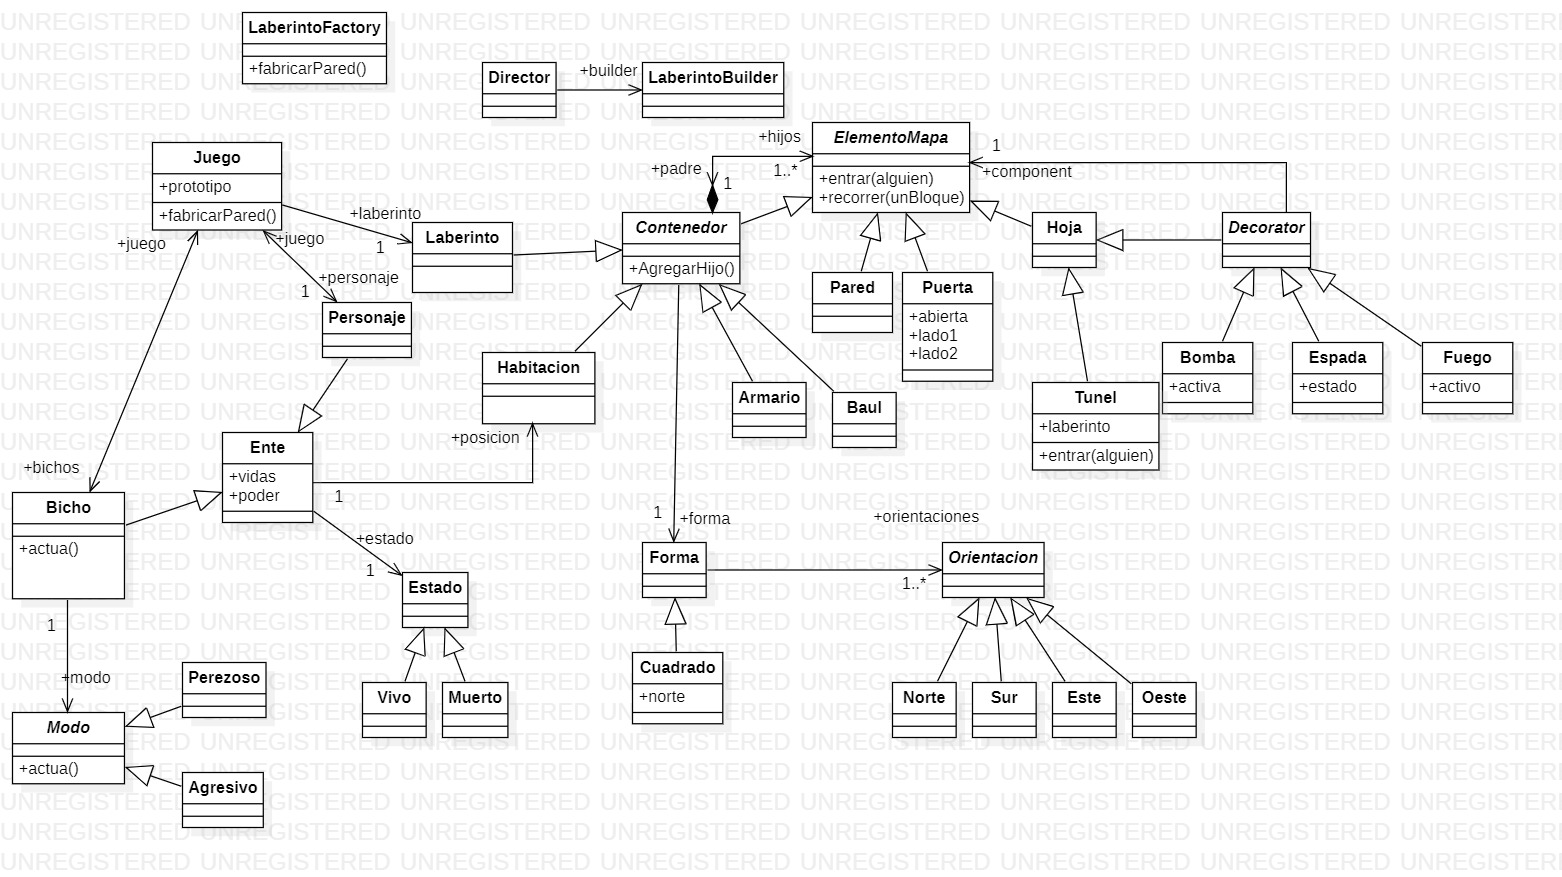 LaberintoFactory
+fabricarPared()
Director
+builder
LaberintoBuilder
Juego
+prototipo
+fabricarPared()
+laberinto
1
Laberinto
+juego
+juego
+personaje
1
Personaje
+hijos
1..*
+padre
1
ElementoMapa
+entrar(alguien)
+recorrer(unBloque)
1
+component
Contenedor
+AgregarHijo()
Hoja
Decorator
Pared
Puerta
+abierta
+lado1
+lado2
Bomba
+activa
Espada
+estado
Fuego
+activo
Habitacion
Armario
Baul
Tunel
+laberinto
+entrar(alguien)
Ente
+vidas
+poder
+posicion
1
+bichos
Bicho
+actua()
+estado
1
Estado
1
+forma
Forma
+orientaciones
1..*
Orientacion
1
+modo
Modo
+actua()
Perezoso
Agresivo
Vivo
Muerto
Cuadrado
+norte
Norte
Sur
Este
Oeste
UNREGISTERED